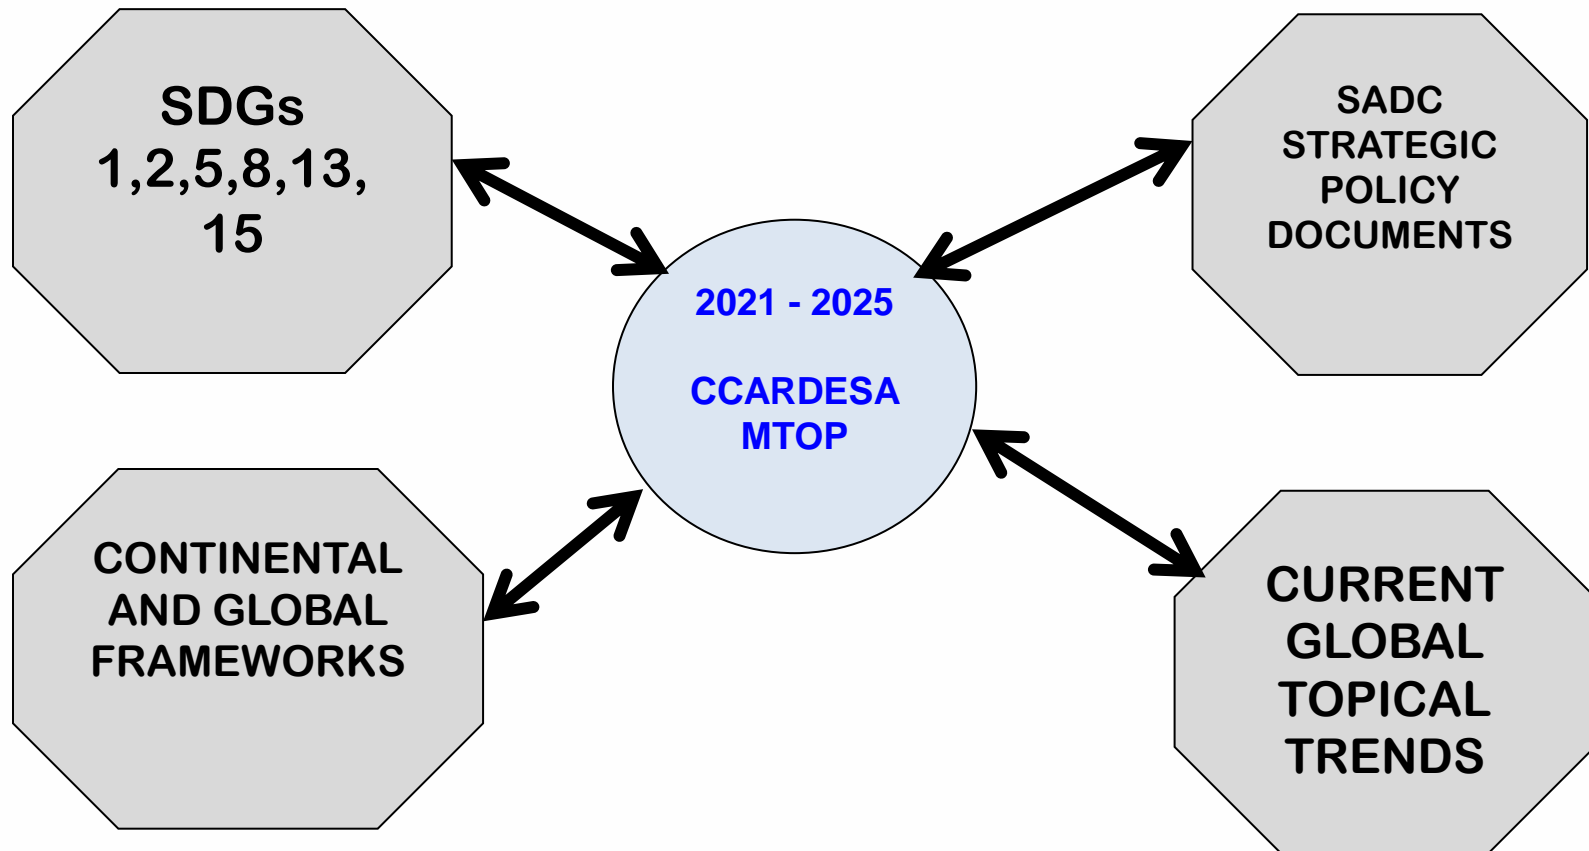 SDGs
1,2,5,8,13,
15
SADC
STRATEGIC
POLICY
DOCUMENTS
2021 - 2025
CCARDESA
MTOP
CONTINENTAL
AND GLOBAL
FRAMEWORKS
CURRENT
GLOBAL
TOPICAL
TRENDS